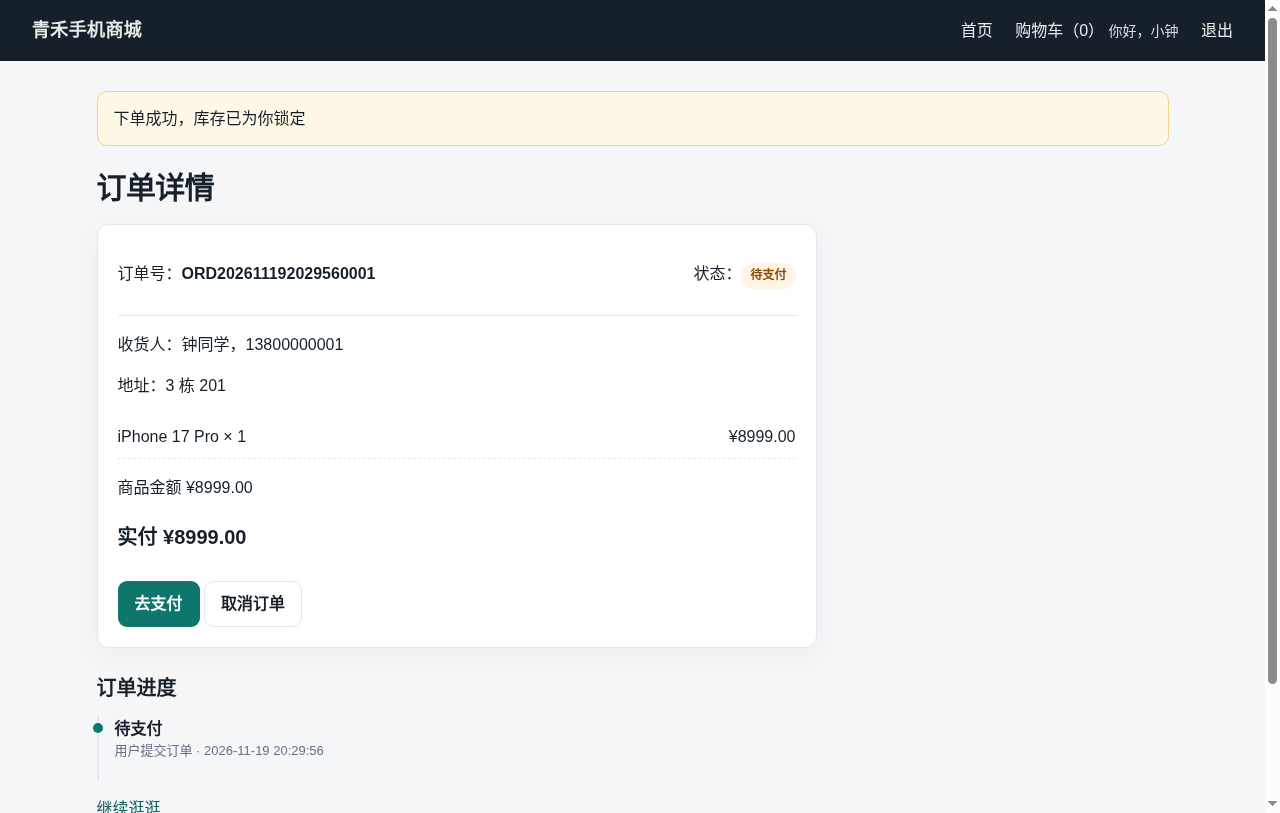 青禾手机商城
首页 购物车（0） 你好，小钟 退出
下单成功，库存已为你锁定
订单详情
订单号：ORD202611192029560001 状态： 待支付
收货人：钟同学，13800000001
地址：3 栋 201
iPhone 17 Pro × 1 ¥8999.00
商品金额 ¥8999.00
实付 ¥8999.00
去支付 取消订单
订单进度
待支付
用户提交订单 · 2026-11-19 20:29:56
继续逛逛